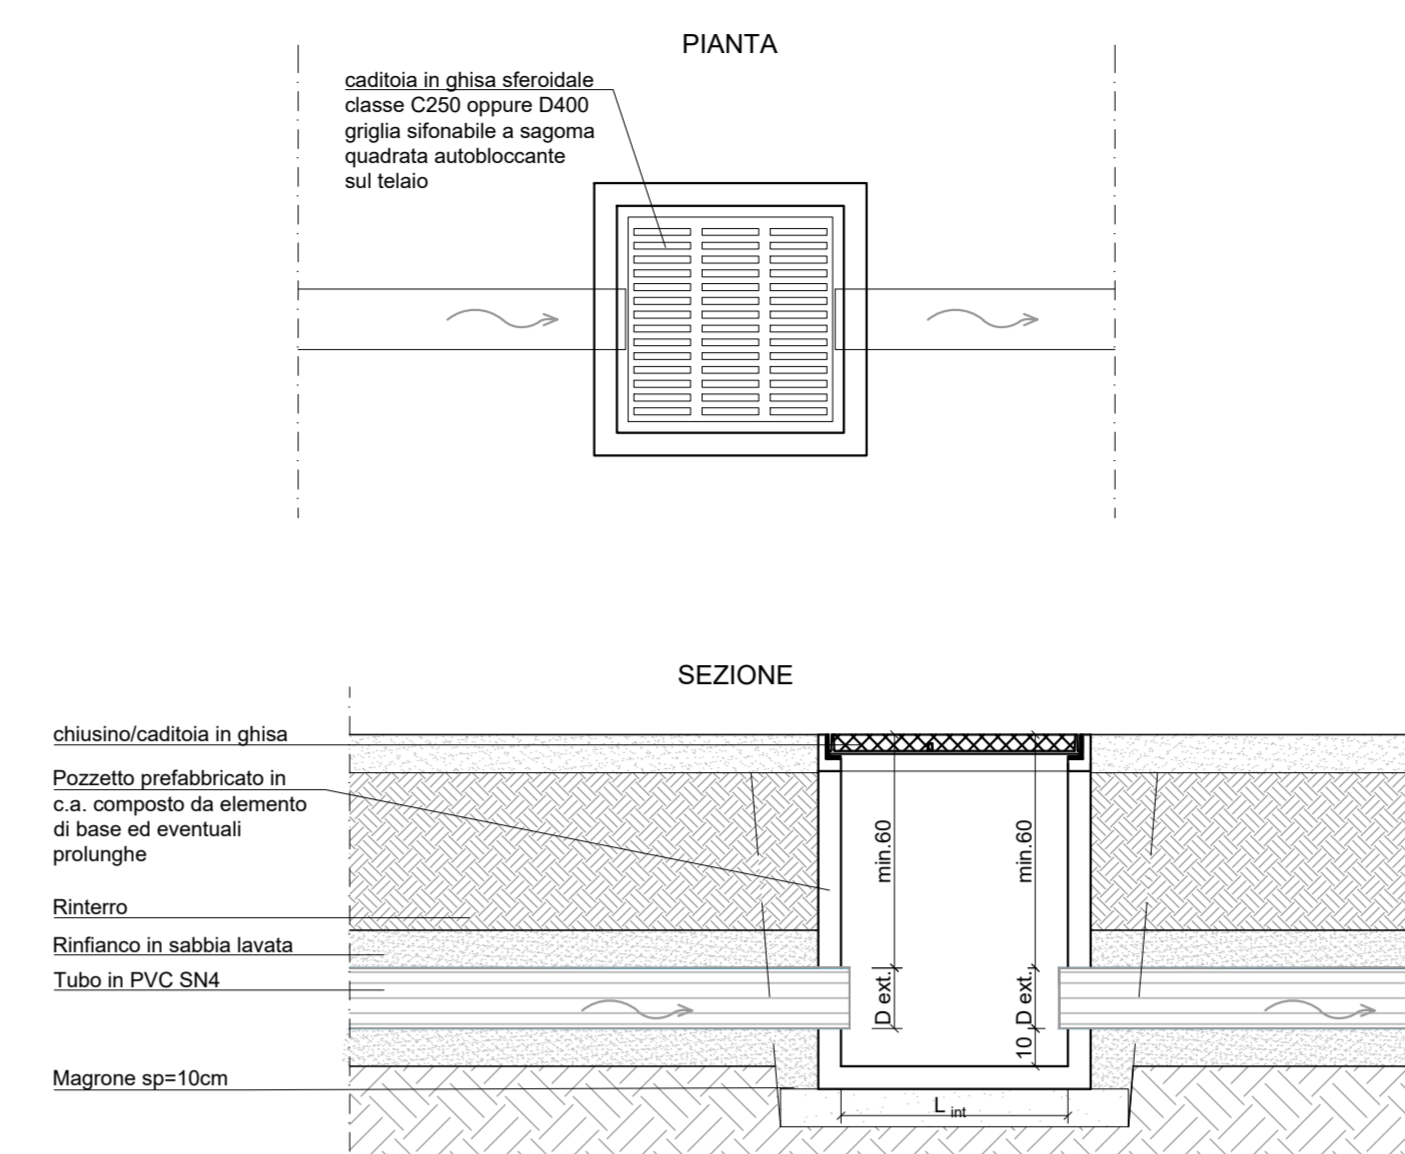 PIANTA
caditoia in ghisa sferoidale
classe C250 oppure D400
griglia sifonabile a sagoma
quadrata autobloccante
sul telaio
SEZIONE
chiusino/caditoia in ghisa
Pozzetto prefabbricato in
c.a. composto da elemento
di base ed eventuali
prolunghe
Rinterro
Rinfianco in sabbia lavata
Tubo in PVC SN4
Magrone sp=10cm
min.60
min.60
D ext.
D ext.
10
L int